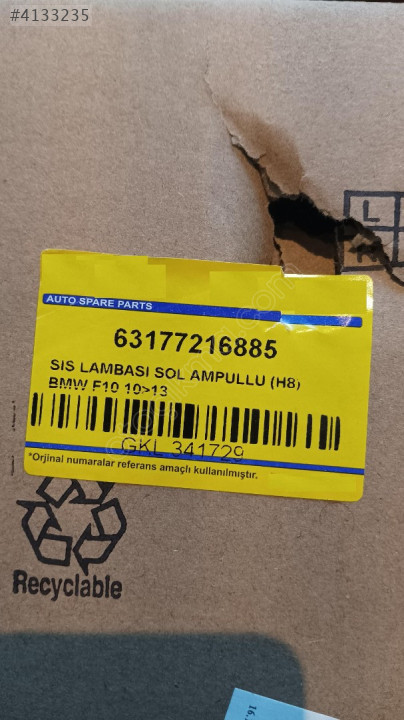 #4133235
L
R
AUTO SPARE PARTS
63177216885
SIS LAMBASI SOL AMPULLU (H8)
BMW F10 10>13
GKL 341729
*Orjinal numaralar referans amaçlı kullanılmıştır.
Recyclable